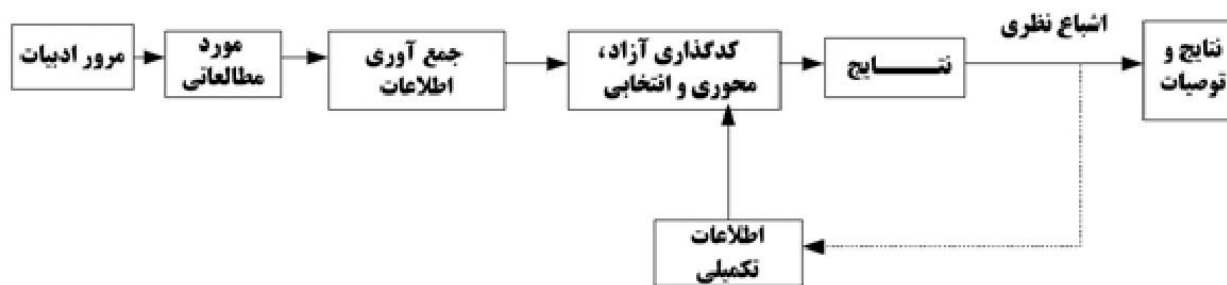 مرور ادبیات
مورد
مطالعاتی
جمع آوری
اطلاعات
کدگذاری آزاد،
محوری و انتخابی
نتـــــایج
اشباع نظری
نتایج و
توصیات
اطلاعات
تکمیلی